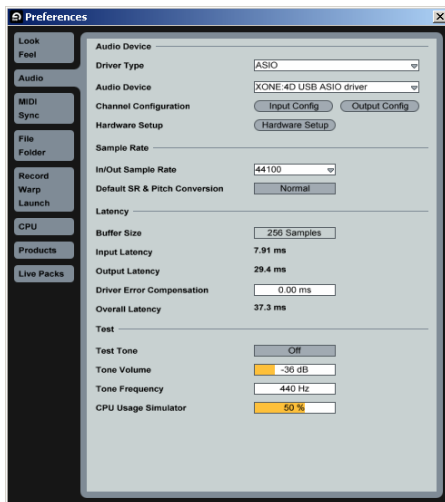 Preferences
Look
Feel
Audio
MIDI
Sync
File
Folder
Record
Warp
Launch
CPU
Products
Live Packs
Audio Device
Driver Type ASIO
Audio Device XONE:4D USB ASIO driver
Channel Configuration Input Config Output Config
Hardware Setup Hardware Setup
Sample Rate
In/Out Sample Rate 44100
Default SR & Pitch Conversion Normal
Latency
Buffer Size 256 Samples
Input Latency 7.91 ms
Output Latency 29.4 ms
Driver Error Compensation 0.00 ms
Overall Latency 37.3 ms
Test
Test Tone Off
Tone Volume -36 dB
Tone Frequency 440 Hz
CPU Usage Simulator 50 %